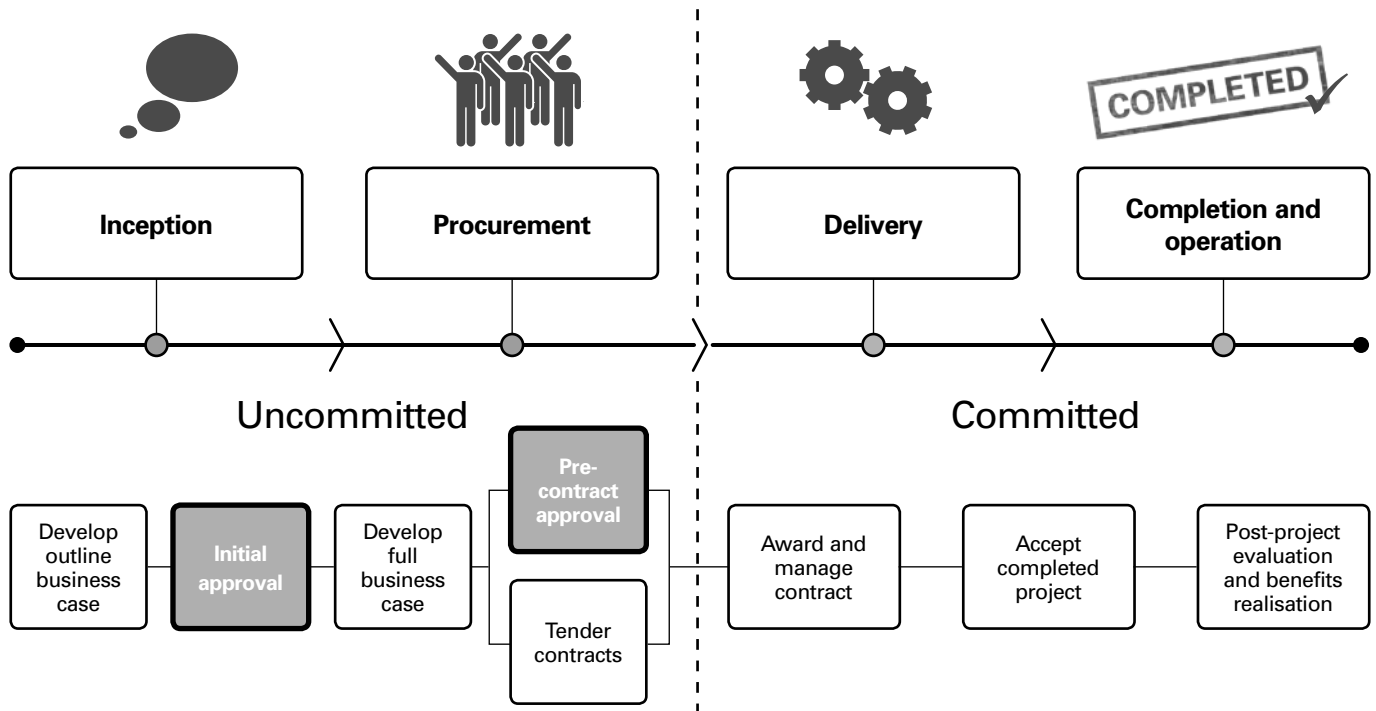 COMPLETED
Inception
Procurement
Delivery
Completion and
operation
Uncommitted
Committed
Develop
outline
business
case
Initial
approval
Develop
full
business
case
Pre-
contract
approval
Tender
contracts
Award and
manage
contract
Accept
completed
project
Post-project
evaluation
and benefits
realisation